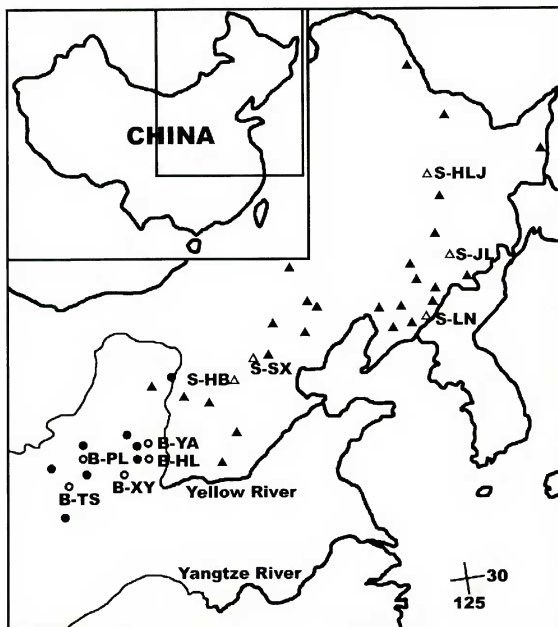 CHINA
S-HLJ
S-JL
S-LN
S-SX
S-HB
B-YA
B-PL
B-HL
B-XY
B-TS
Yellow River
Yangtze River
30
125